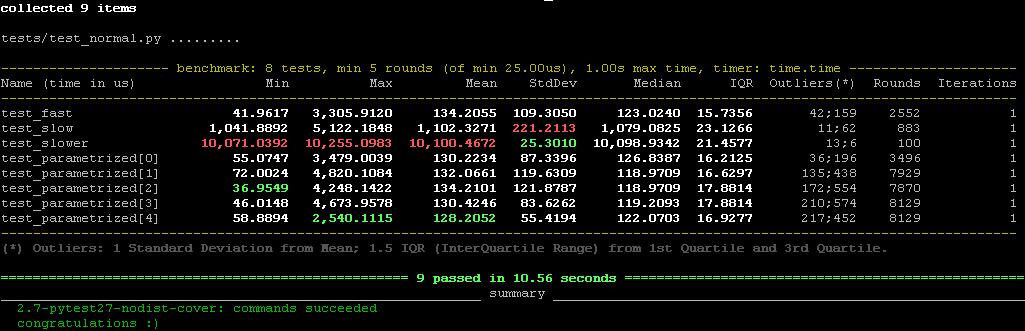 collected 9 items
tests/test_normal.py .........
--------------------- benchmark: 8 tests, min 5 rounds (of min 25.00us), 1.00s max time, timer: time.time ---------------------
Name (time in us) Min Max Mean StdDev Median IQR Outliers(*) Rounds Iterations
test_fast 41.9617 3,305.9120 134.2055 109.3050 123.0240 15.7356 42;159 2552 1
test_slow 1,041.8892 5,122.1848 1,102.3271 221.2113 1,079.0825 23.1266 11;62 883 1
test_slower 10,071.0392 10,255.0983 10,100.4672 25.3010 10,098.9342 21.4577 13;6 100 1
test_parametrized[0] 55.0747 3,479.0039 130.2234 87.3396 126.8387 16.2125 36;196 3496 1
test_parametrized[1] 72.0024 4,820.1084 132.0661 119.6309 118.9709 16.6297 135;438 7929 1
test_parametrized[2] 36.9549 4,248.1422 134.2101 121.8787 118.9709 17.8814 172;554 7870 1
test_parametrized[3] 46.0148 4,673.9578 130.4246 83.6262 119.2093 17.8814 210;574 8129 1
test_parametrized[4] 58.8894 2,540.1115 128.2052 55.4194 122.0703 16.9277 217;452 8129 1
(*) Outliers: 1 Standard Deviation from Mean; 1.5 IQR (InterQuartile Range) from 1st Quartile and 3rd Quartile.
9 passed in 10.56 seconds
summary
2.7-pytest27-nodist-cover: commands succeeded
congratulations :)